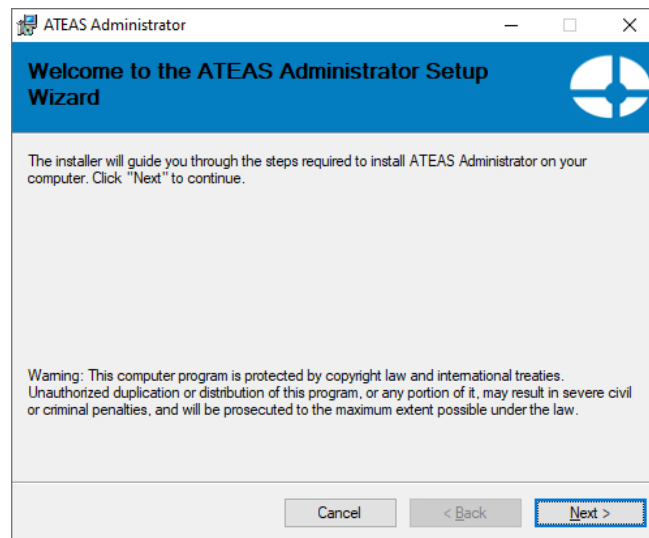 ATEAS Administrator
Welcome to the ATEAS Administrator Setup
Wizard
The installer will guide you through the steps required to install ATEAS Administrator on your
computer. Click "Next" to continue.
Warning: This computer program is protected by copyright law and international treaties.
Unauthorized duplication or distribution of this program, or any portion of it, may result in severe civil
or criminal penalties, and will be prosecuted to the maximum extent possible under the law.
Cancel < Back Next >